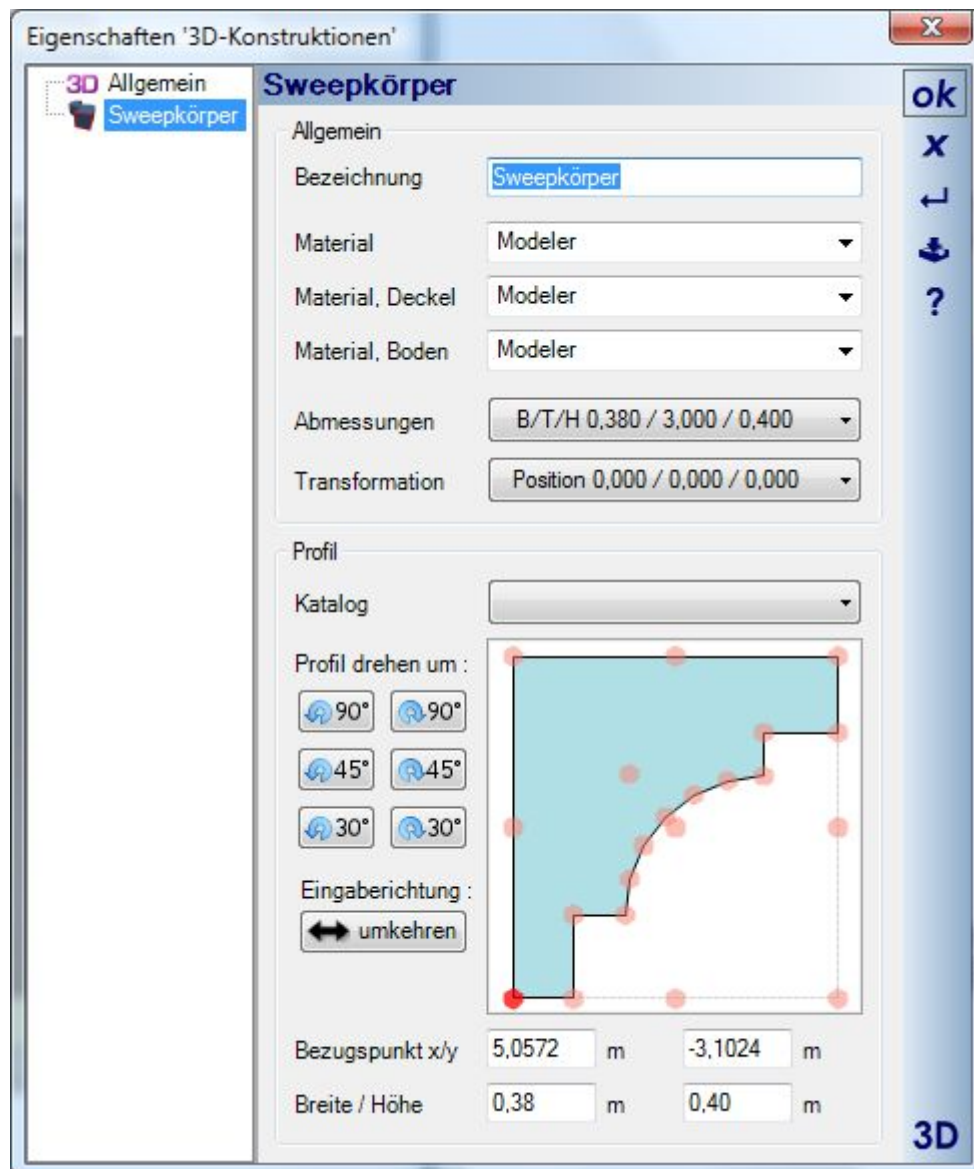 Eigenschaften '3D-Konstruktionen'
3D Allgemein
Sweepkörper
Sweepkörper
ok
x
?
Allgemein
Bezeichnung Sweepkörper
Material Modeler
Material, Deckel Modeler
Material, Boden Modeler
Abmessungen B/T/H 0,380 / 3,000 / 0,400
Transformation Position 0,000 / 0,000 / 0,000
Profil
Katalog
Profil drehen um :
90° 90°
45° 45°
30° 30°
Eingaberichtung :
umkehren
Bezugspunkt x/y 5,0572 m -3,1024 m
Breite / Höhe 0,38 m 0,40 m
3D